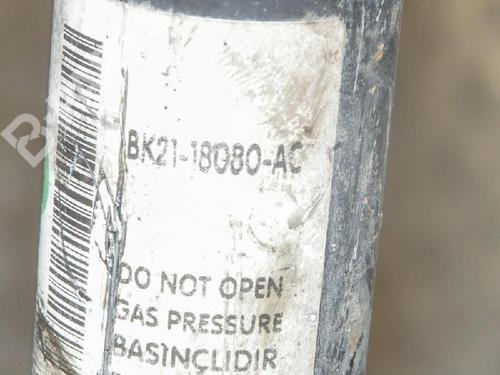 BK21-18080-AC
DO NOT OPEN
GAS PRESSURE
BASINÇLIDIR